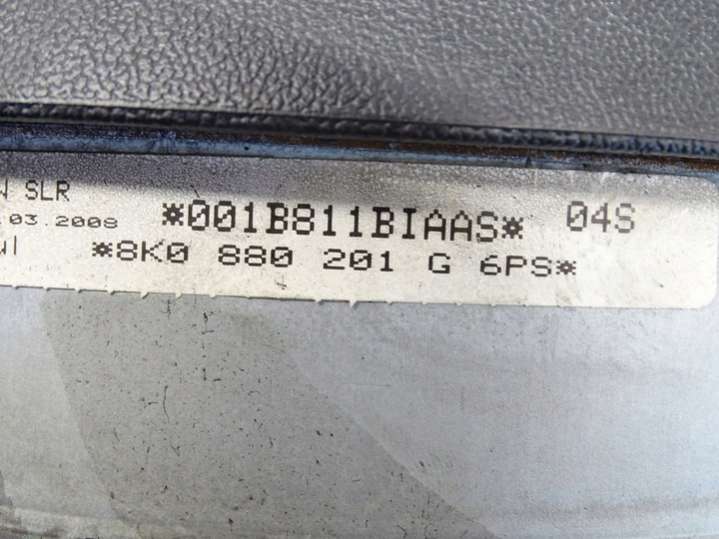 SLR
*001B811BIAAS* 04S
.03.2008
*8K0 880 201 G 6PS*